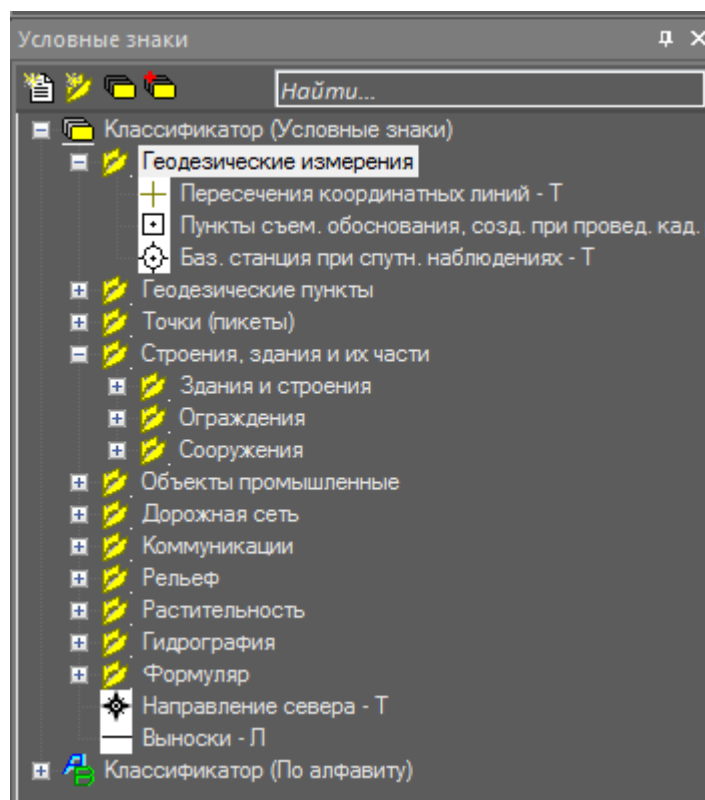 Условные знаки
Найти...
Классификатор (Условные знаки)
Геодезические измерения
Пересечения координатных линий - Т
Пункты съем. обоснования, созд. при провед. кад.
Баз. станция при спутн. наблюдениях - Т
Геодезические пункты
Точки (пикеты)
Строения, здания и их части
Здания и строения
Ограждения
Сооружения
Объекты промышленные
Дорожная сеть
Коммуникации
Рельеф
Растительность
Гидрография
Формуляр
Направление севера - Т
Выноски - Л
Классификатор (По алфавиту)